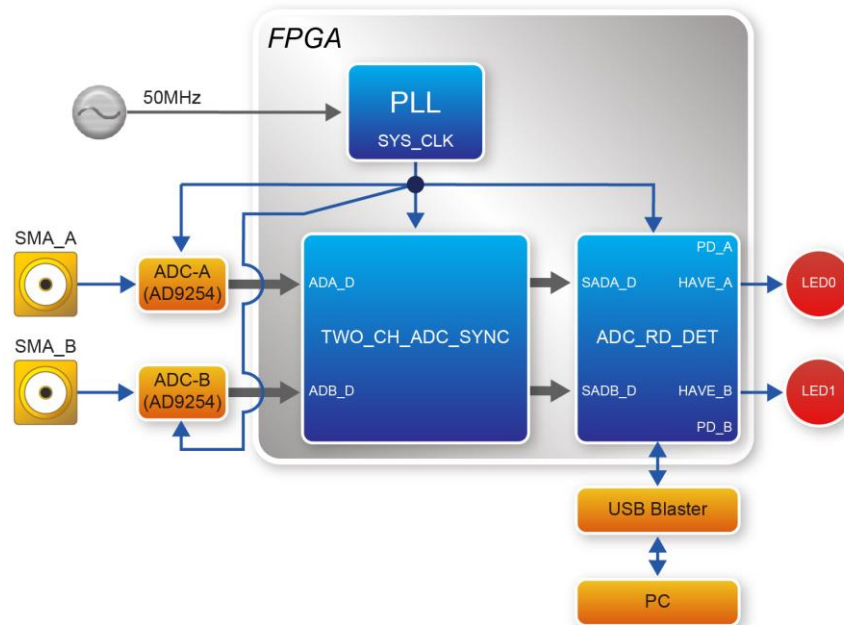 FPGA
50MHz
PLL
SYS_CLK
SMA_A
ADC-A
(AD9254)
ADA_D
SADA_D
PD_A
HAVE_A
LED0
TWO_CH_ADC_SYNC
ADC_RD_DET
SMA_B
ADC-B
(AD9254)
ADB_D
SADB_D
HAVE_B
PD_B
LED1
USB Blaster
PC